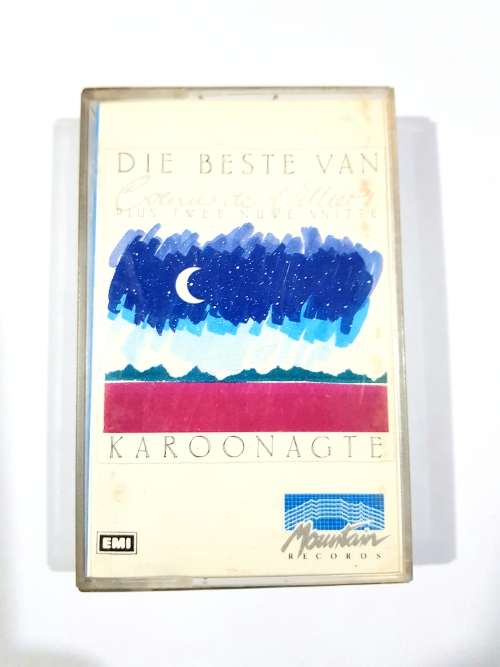 DIE BESTE VAN
Coenie de Villiers
PLUS TWEE NUWE SNITTE
KAROONAGTE
EMI
Mountain
RECORDS